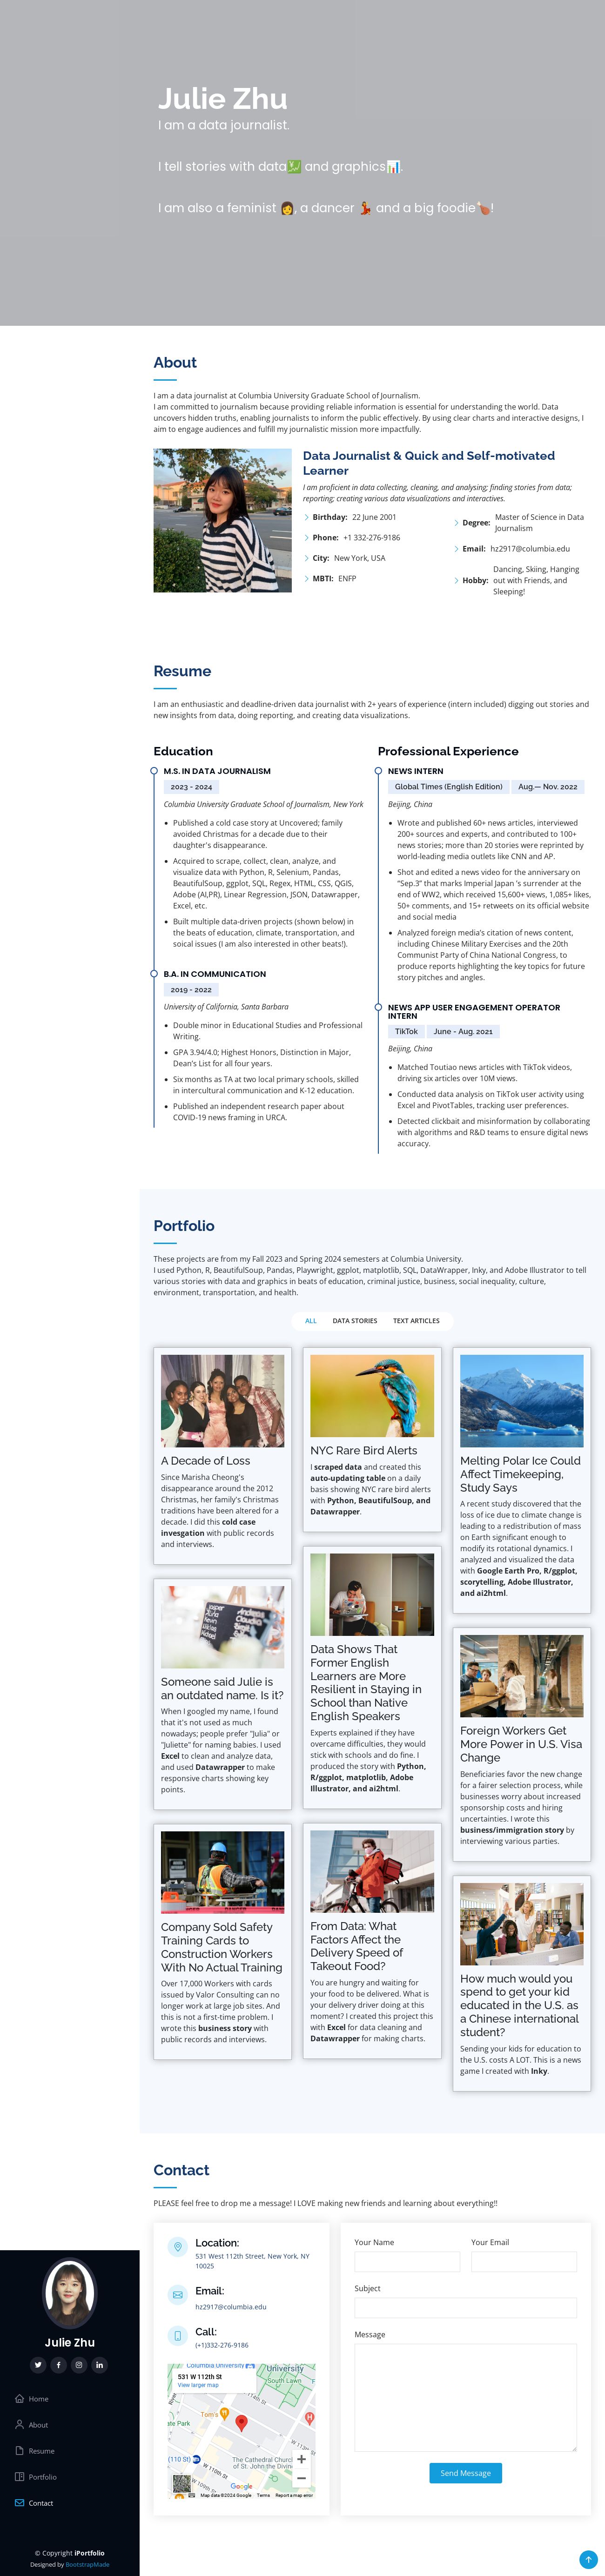 Julie Zhu
I am a data journalist.
I tell stories with data💹 and graphics📊.
I am also a feminist 👩, a dancer 💃 and a big foodie🍗!
About
I am a data journalist at Columbia University Graduate School of Journalism.
I am committed to journalism because providing reliable information is essential for understanding the world. Data
uncovers hidden truths, enabling journalists to inform the public effectively. By using clear charts and interactive designs, I
aim to engage audiences and fulfill my journalistic mission more impactfully.
Data Journalist & Quick and Self-motivated
Learner
I am proficient in data collecting, cleaning, and analysing; finding stories from data;
reporting; creating various data visualizations and interactives.
Birthday: 22 June 2001
Phone: +1 332-276-9186
City: New York, USA
MBTI: ENFP
Degree: Master of Science in Data
Journalism
Email: hz2917@columbia.edu
Hobby: Dancing, Skiing, Hanging
out with Friends, and
Sleeping!
Resume
I am an enthusiastic and deadline-driven data journalist with 2+ years of experience (intern included) digging out stories and
new insights from data, doing reporting, and creating data visualizations.
Education
M.S. IN DATA JOURNALISM
2023 - 2024
Columbia University Graduate School of Journalism, New York
Published a cold case story at Uncovered; family
avoided Christmas for a decade due to their
daughter's disappearance.
Acquired to scrape, collect, clean, analyze, and
visualize data with Python, R, Selenium, Pandas,
BeautifulSoup, ggplot, SQL, Regex, HTML, CSS, QGIS,
Adobe (AI,PR), Linear Regression, JSON, Datawrapper,
Excel, etc.
Built multiple data-driven projects (shown below) in
the beats of education, climate, transportation, and
soical issues (I am also interested in other beats!).
B.A. IN COMMUNICATION
2019 - 2022
University of California, Santa Barbara
Double minor in Educational Studies and Professional
Writing.
GPA 3.94/4.0; Highest Honors, Distinction in Major,
Dean's List for all four years.
Six months as TA at two local primary schools, skilled
in intercultural communication and K-12 education.
Published an independent research paper about
COVID-19 news framing in URCA.
Professional Experience
NEWS INTERN
Global Times (English Edition) Aug.— Nov. 2022
Beijing, China
Wrote and published 60+ news articles, interviewed
200+ sources and experts, and contributed to 100+
news stories; more than 20 stories were reprinted by
world-leading media outlets like CNN and AP.
Shot and edited a news video for the anniversary on
“Sep.3” that marks Imperial Japan 's surrender at the
end of WW2, which received 15,600+ views, 1,085+ likes,
50+ comments, and 15+ retweets on its official website
and social media
Analyzed foreign media’s citation of news content,
including Chinese Military Exercises and the 20th
Communist Party of China National Congress, to
produce reports highlighting the key topics for future
story pitches and angles.
NEWS APP USER ENGAGEMENT OPERATOR
INTERN
TikTok June - Aug. 2021
Beijing, China
Matched Toutiao news articles with TikTok videos,
driving six articles over 10M views.
Conducted data analysis on TikTok user activity using
Excel and PivotTables, tracking user preferences.
Detected clickbait and misinformation by collaborating
with algorithms and R&D teams to ensure digital news
accuracy.
Portfolio
These projects are from my Fall 2023 and Spring 2024 semesters at Columbia University.
I used Python, R, BeautifulSoup, Pandas, Playwright, ggplot, matplotlib, SQL, DataWrapper, Inky, and Adobe Illustrator to tell
various stories with data and graphics in beats of education, criminal justice, business, social inequality, culture,
environment, transportation, and health.
ALL DATA STORIES TEXT ARTICLES
A Decade of Loss
Since Marisha Cheong's
disappearance around the 2012
Christmas, her family's Christmas
traditions have been altered for a
decade. I did this cold case
invesgation with public records
and interviews.
Someone said Julie is
an outdated name. Is it?
When I googled my name, I found
that it's not used as much
nowadays; people prefer "Julia" or
"Juliette" for naming babies. I used
Excel to clean and analyze data,
and used Datawrapper to make
responsive charts showing key
points.
Company Sold Safety
Training Cards to
Construction Workers
With No Actual Training
Over 17,000 Workers with cards
issued by Valor Consulting can no
longer work at large job sites. And
this is not a first-time problem. I
wrote this business story with
public records and interviews.
NYC Rare Bird Alerts
I scraped data and created this
auto-updating table on a daily
basis showing NYC rare bird alerts
with Python, BeautifulSoup, and
Datawrapper.
Data Shows That
Former English
Learners are More
Resilient in Staying in
School than Native
English Speakers
Experts explained if they have
overcame difficulties, they would
stick with schools and do fine. I
produced the story with Python,
R/ggplot, matplotlib, Adobe
Illustrator, and ai2html.
From Data: What
Factors Affect the
Delivery Speed of
Takeout Food?
You are hungry and waiting for
your food to be delivered. What is
your delivery driver doing at this
moment? I created this project this
with Excel for data cleaning and
Datawrapper for making charts.
Melting Polar Ice Could
Affect Timekeeping,
Study Says
A recent study discovered that the
loss of ice due to climate change is
leading to a redistribution of mass
on Earth significant enough to
modify its rotational dynamics. I
analyzed and visualized the data
with Google Earth Pro, R/ggplot,
scorytelling, Adobe Illustrator,
and ai2html.
Foreign Workers Get
More Power in U.S. Visa
Change
Beneficiaries favor the new change
for a fairer selection process, while
businesses worry about increased
sponsorship costs and hiring
uncertainties. I wrote this
business/immigration story by
interviewing various parties.
How much would you
spend to get your kid
educated in the U.S. as
a Chinese international
student?
Sending your kids for education to
the U.S. costs A LOT. This is a news
game I created with Inky.
Contact
PLEASE feel free to drop me a message! I LOVE making new friends and learning about everything!!
Location:
531 West 112th Street, New York, NY
10025
Email:
hz2917@columbia.edu
Call:
(+1)332-276-9186
531 W 112th St
View larger map
Columbia University
University
South Lawn
Tom's
ate Park
(110 St)
The Cathedral Church
of St. John the Divine
Google
Map data ©2024 Google Terms Report a map error
Your Name
Your Email
Subject
Message
Send Message
Julie Zhu
Home
About
Resume
Portfolio
Contact
© Copyright iPortfolio
Designed by BootstrapMade